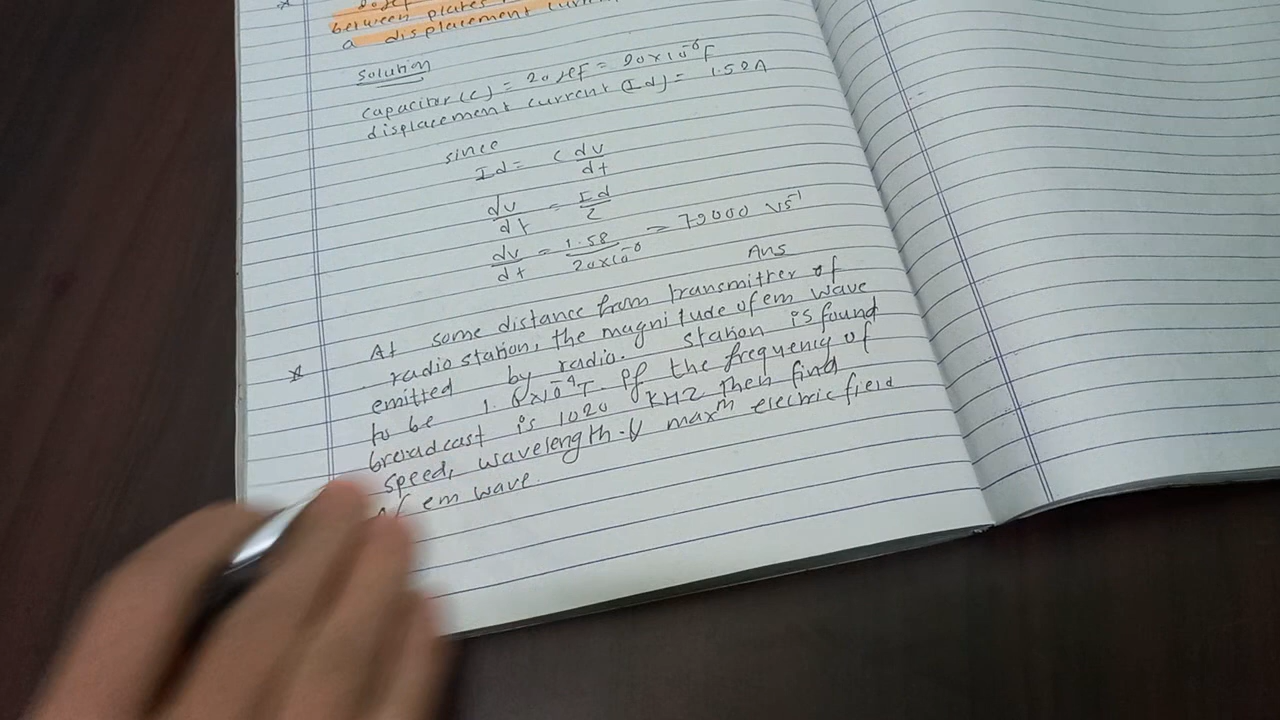 between plates
a displacement
Solution
Capacitor (C) = 20 μF = 20×10⁻⁶F
displacement current (Id) = 1.58A
since
Id = C dv/dt
dv/dt = Id/C
dv/dt = 1.58/20×10⁻⁶ = 79000 Vs⁻¹
Ans
* At some distance from transmitter of
radio station, the magnitude of em wave
emitted by radio. station is found
to be 1.6×10⁻⁹T. If the frequency of
broadcast is 1020 KHZ then find
speed, wavelength & maxᵐ electric field
of em wave.